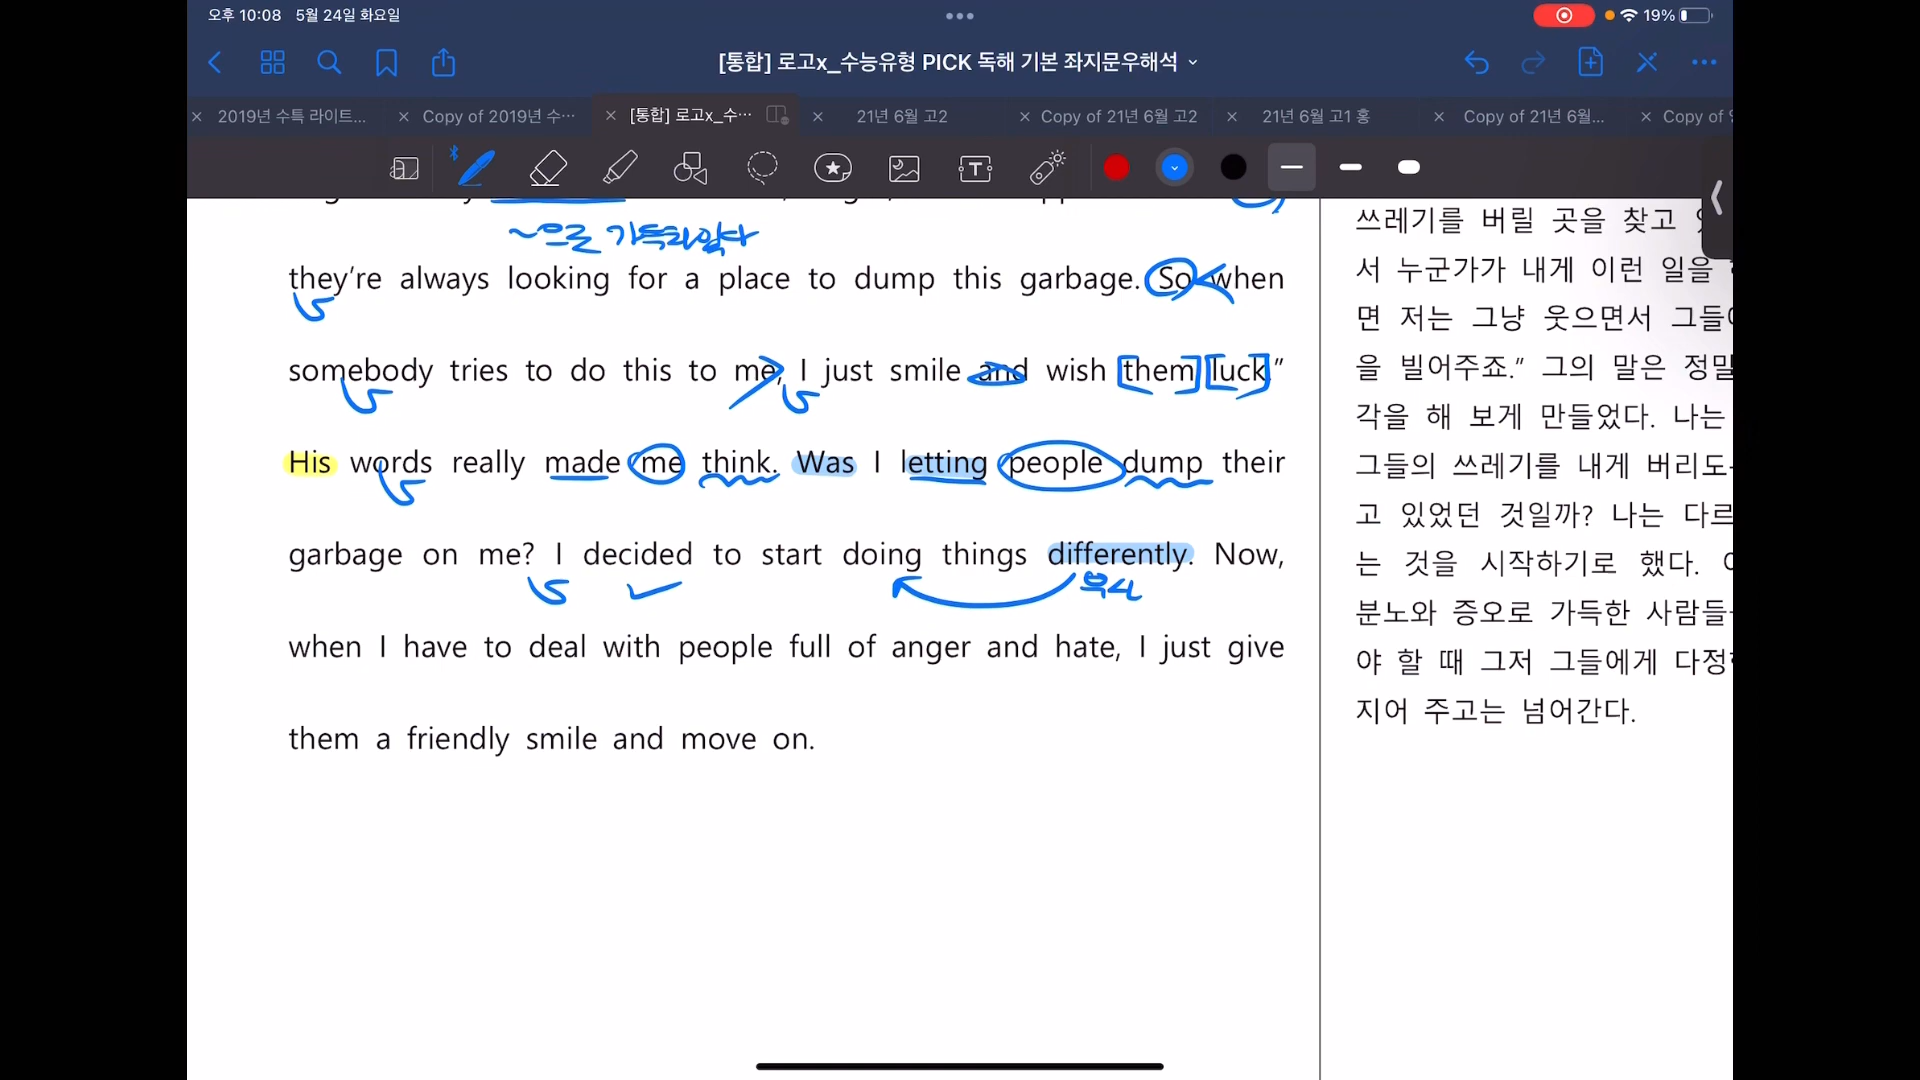 오후 10:08 5월 24일 화요일
19%
[통합] 로고x_수능유형 PICK 독해 기본 좌지문우해석
2019년 수특 라이트...
Copy of 2019년 수...
[통합] 로고x_수...
21년 6월 고2
Copy of 21년 6월 고2
21년 6월 고1 홍
Copy of 21년 6월...
Copy of
~으로 가득차있다
they're always looking for a place to dump this garbage. So when
somebody tries to do this to me, I just smile and wish them luck."
His words really made me think. Was I letting people dump their
garbage on me? I decided to start doing things differently. Now,
부사
when I have to deal with people full of anger and hate, I just give
them a friendly smile and move on.
쓰레기를 버릴 곳을 찾고
서 누군가가 내게 이런 일을
면 저는 그냥 웃으면서 그들
을 빌어주죠." 그의 말은 정말
각을 해 보게 만들었다. 나는
그들의 쓰레기를 내게 버리도
고 있었던 것일까? 나는 다르
는 것을 시작하기로 했다.
분노와 증오로 가득한 사람들
야 할 때 그저 그들에게 다정
지어 주고는 넘어간다.